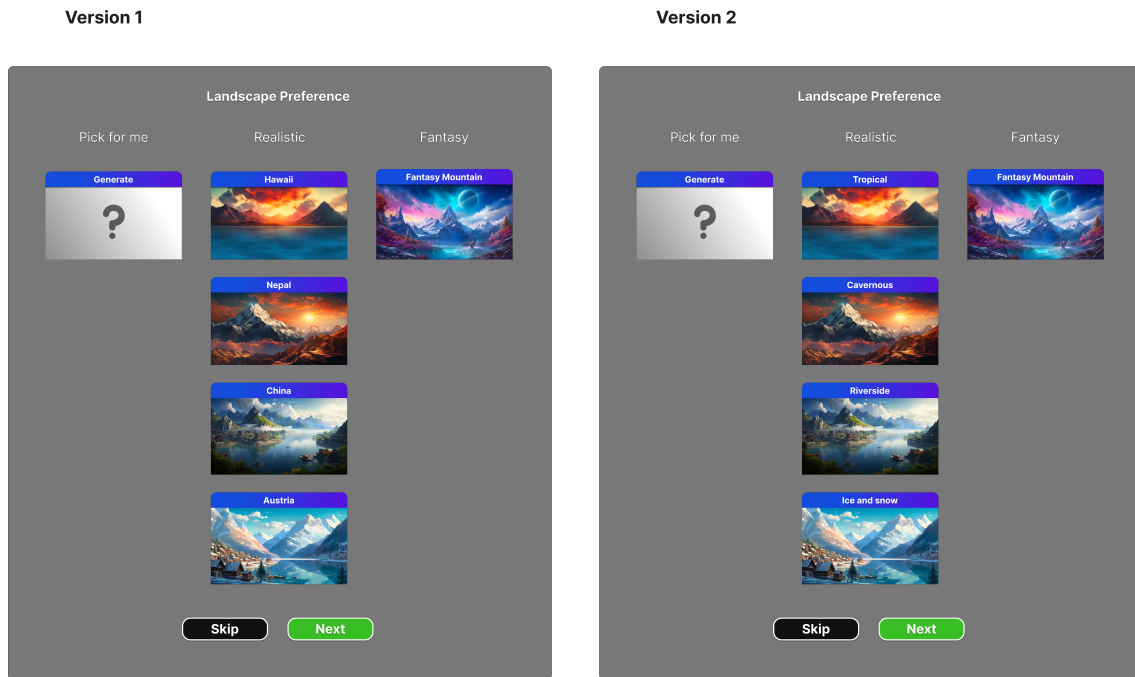 Version 1
Landscape Preference
Pick for me
Realistic
Fantasy
Generate
?
Hawaii
Fantasy Mountain
Nepal
China
Austria
Skip
Next
Version 2
Landscape Preference
Pick for me
Realistic
Fantasy
Generate
?
Tropical
Fantasy Mountain
Cavernous
Riverside
Ice and snow
Skip
Next